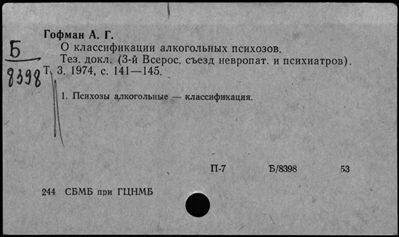 Гофман А. Г.
О классификации алкогольных психозов.
Тез. докл. (3-й Всерос. съезд невропат. и психиатров).
Т. 3. 1974, с. 141—145.
Б
8398
1. Психозы алкогольные — классификация.
П-7 Б/8398 53
244 СБМБ при ГЦНМБ